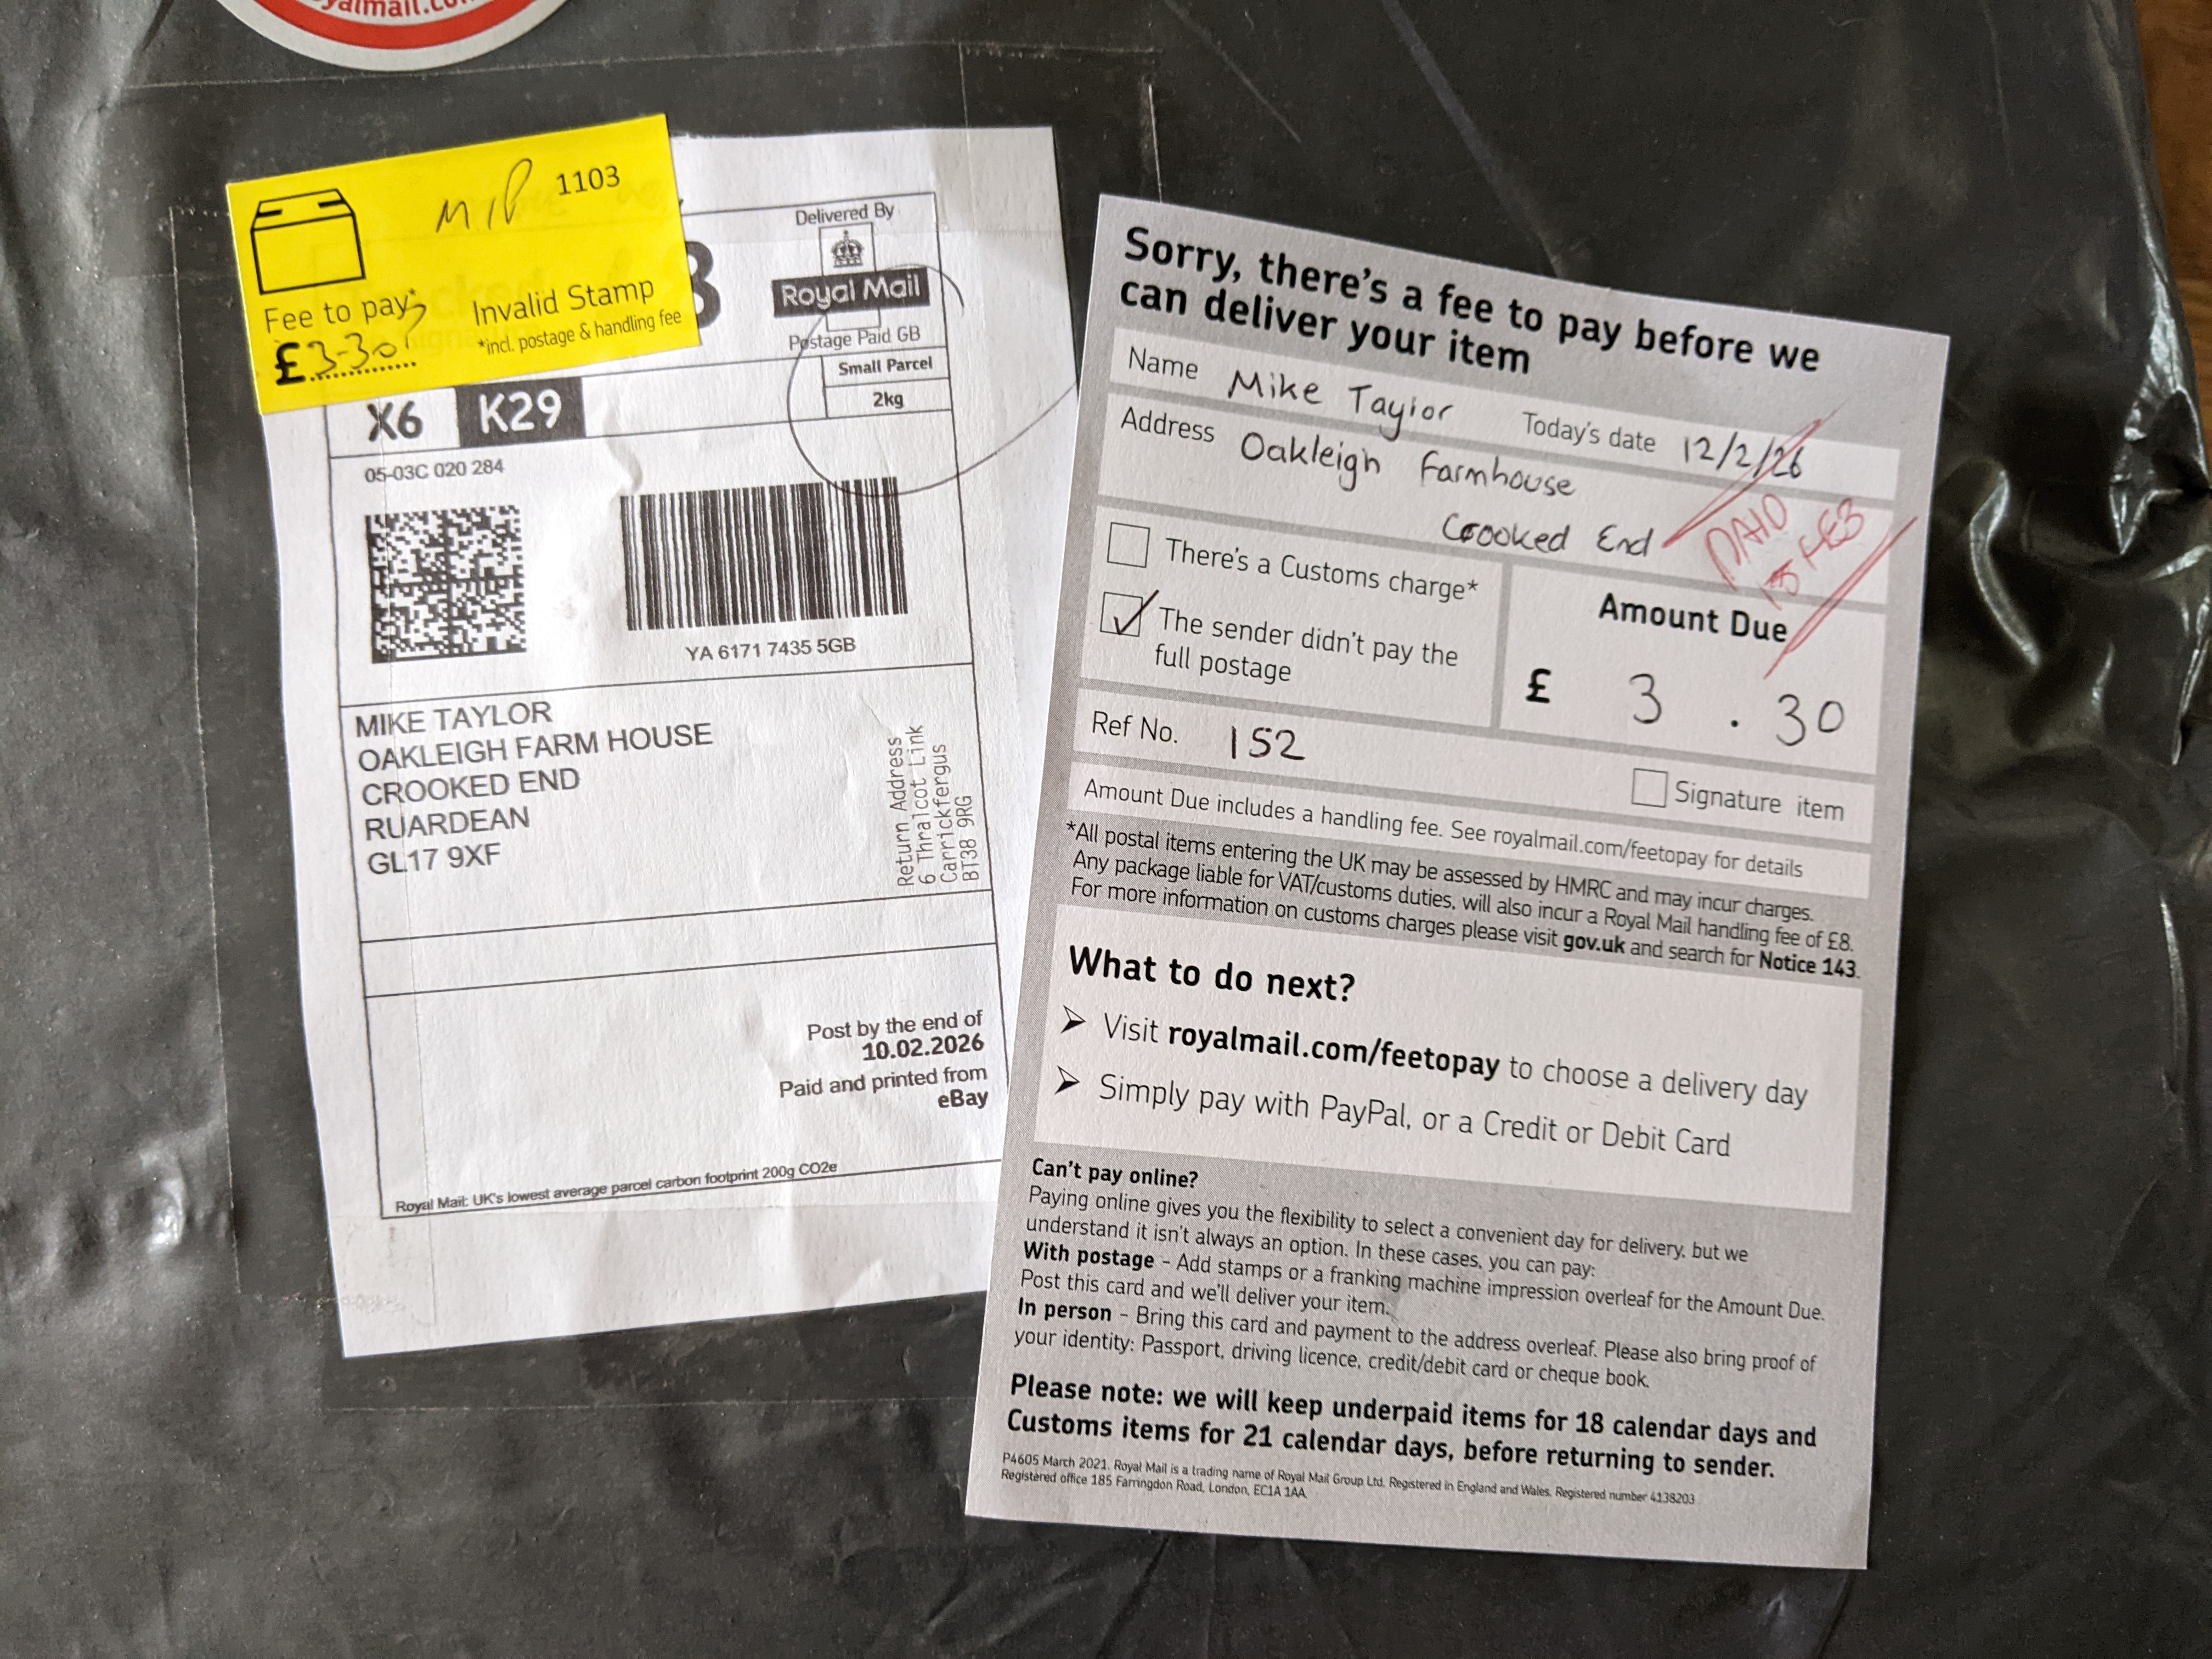 yalmail.co
MIP 1103
Fee to pay* Invalid Stamp
£3-30 *incl. postage & handling fee
8
Delivered By
Royal Mail
Postage Paid GB
Small Parcel
2kg
X6 K29
05-03C 020 284
YA 6171 7435 5GB
MIKE TAYLOR
OAKLEIGH FARM HOUSE
CROOKED END
RUARDEAN
GL17 9XF
Return Address
6 Thralcot Link
Carrickfergus
BT38 9RG
Post by the end of
10.02.2026
Paid and printed from
eBay
Royal Mail: UK's lowest average parcel carbon footprint 200g CO2e
Sorry, there's a fee to pay before we
can deliver your item
Name Mike Taylor Today's date 12/2/26
Address Oakleigh Farmhouse
Crooked End
PAID
FEB
There's a Customs charge*
The sender didn't pay the
full postage
Amount Due
£ 3.30
Ref No. 152
Signature item
Amount Due includes a handling fee. See royalmail.com/feetopay for details
*All postal items entering the UK may be assessed by HMRC and may incur charges.
Any package liable for VAT/customs duties, will also incur a Royal Mail handling fee of £8.
For more information on customs charges please visit gov.uk and search for Notice 143.
What to do next?
➤ Visit royalmail.com/feetopay to choose a delivery day
➤ Simply pay with PayPal, or a Credit or Debit Card
Can't pay online?
Paying online gives you the flexibility to select a convenient day for delivery, but we
understand it isn't always an option. In these cases, you can pay:
With postage - Add stamps or a franking machine impression overleaf for the Amount Due.
Post this card and we'll deliver your item.
In person - Bring this card and payment to the address overleaf. Please also bring proof of
your identity: Passport, driving licence, credit/debit card or cheque book.
Please note: we will keep underpaid items for 18 calendar days and
Customs items for 21 calendar days, before returning to sender.
P4605 March 2021. Royal Mail is a trading name of Royal Mail Group Ltd. Registered in England and Wales. Registered number 4138203
Registered office 185 Farringdon Road, London, EC1A 1AA